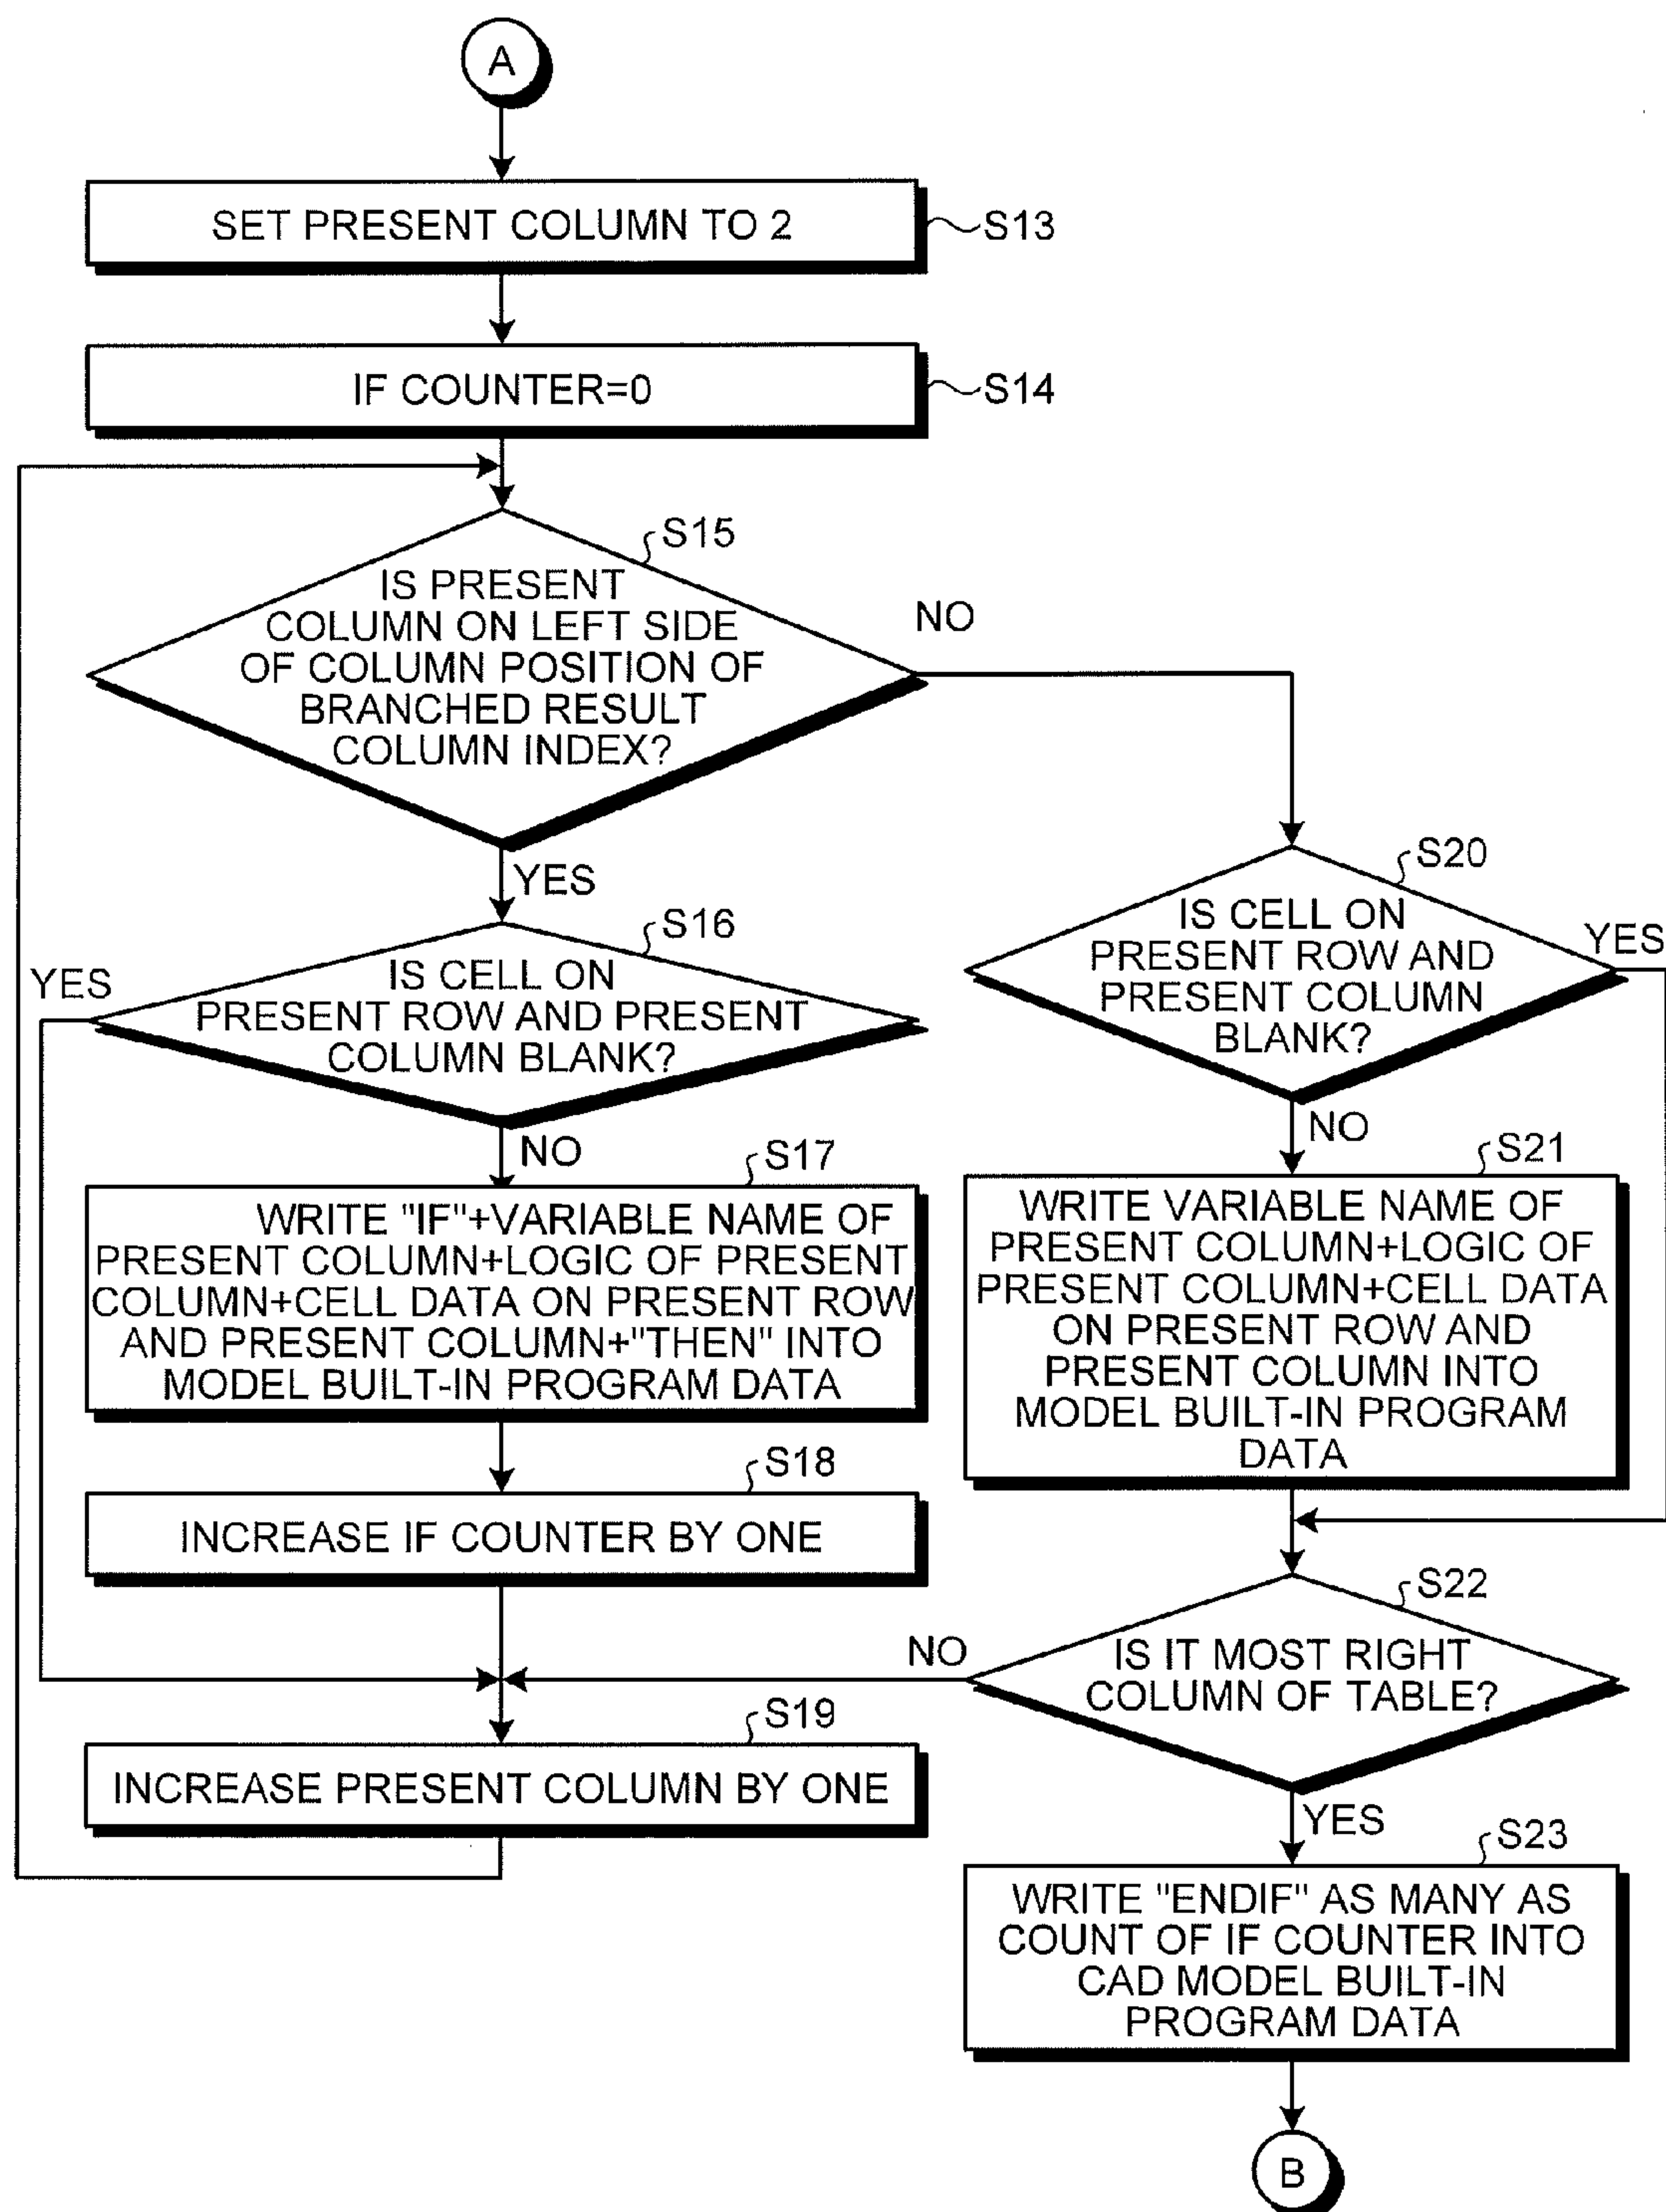 A
SET PRESENT COLUMN TO 2
S13
IF COUNTER=0
S14
S15
IS PRESENT
COLUMN ON LEFT SIDE
OF COLUMN POSITION OF
BRANCHED RESULT
COLUMN INDEX?
NO
YES
S16
IS CELL ON
PRESENT ROW AND PRESENT
COLUMN BLANK?
YES
NO
S17
WRITE "IF"+VARIABLE NAME OF
PRESENT COLUMN+LOGIC OF PRESENT
COLUMN+CELL DATA ON PRESENT ROW
AND PRESENT COLUMN+"THEN" INTO
MODEL BUILT-IN PROGRAM DATA
S18
INCREASE IF COUNTER BY ONE
S19
INCREASE PRESENT COLUMN BY ONE
S20
IS CELL ON
PRESENT ROW AND
PRESENT COLUMN
BLANK?
YES
NO
S21
WRITE VARIABLE NAME OF
PRESENT COLUMN+LOGIC OF
PRESENT COLUMN+CELL DATA
ON PRESENT ROW AND
PRESENT COLUMN INTO
MODEL BUILT-IN PROGRAM
DATA
S22
IS IT MOST RIGHT
COLUMN OF TABLE?
NO
YES
S23
WRITE "ENDIF" AS MANY AS
COUNT OF IF COUNTER INTO
CAD MODEL BUILT-IN
PROGRAM DATA
B